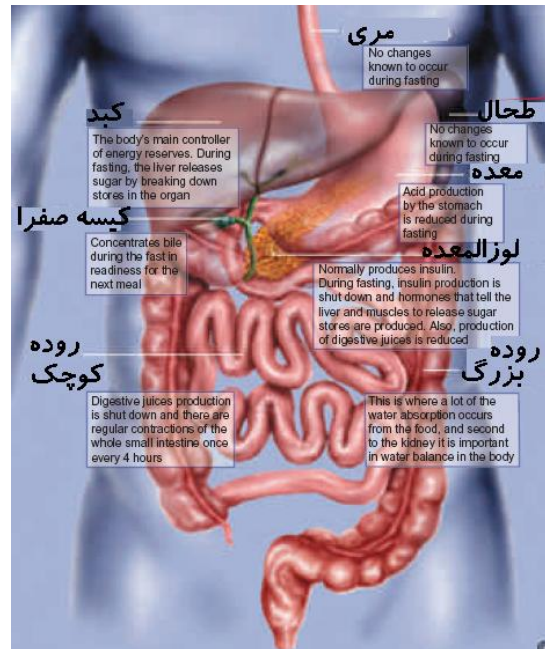 مری
No changes
known to occur
during fasting
طحال
No changes
known to occur
during fasting
کبد
The body's main controller
of energy reserves. During
fasting, the liver releases
sugar by breaking down
stores in the organ
معده
Acid production
by the stomach
is reduced during
fasting
کیسه صفرا
Concentrates bile
during the fast in
readiness for the
next meal
لوزالمعده
Normally produces insulin.
During fasting, insulin production is
shut down and hormones that tell the
liver and muscles to release sugar
stores are produced. Also, production
of digestive juices is reduced
روده
کوچک
Digestive juices production
is shut down and there are
regular contractions of the
whole small intestine once
every 4 hours
روده
بزرگ
This is where a lot of the
water absorption occurs
from the food, and second
to the kidney it is important
in water balance in the body